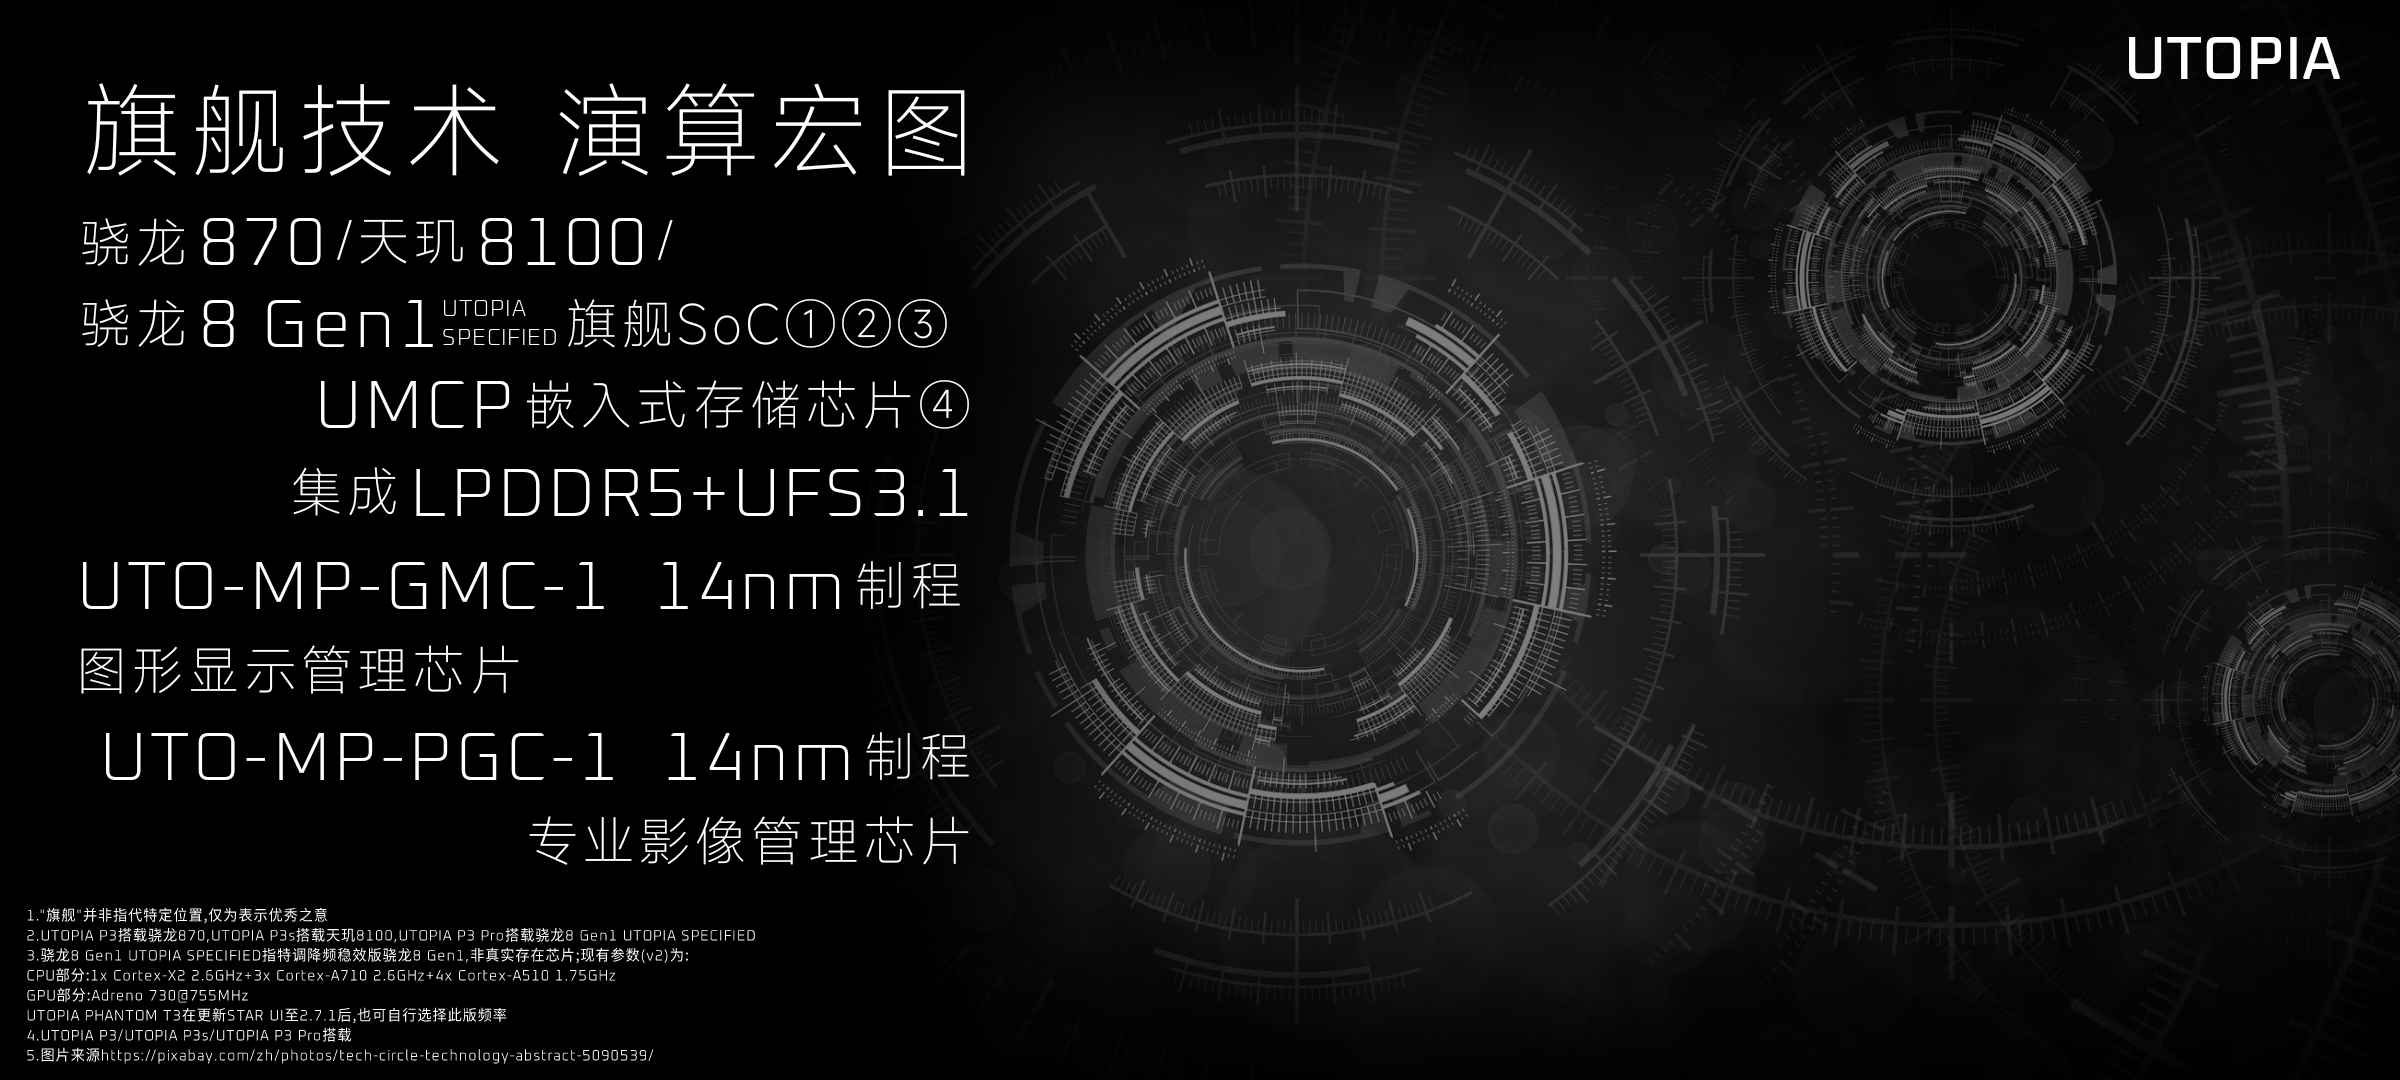 UTOPIA
旗舰技术 演算宏图
骁龙870/天玑8100/
骁龙8 Gen1 UTOPIA SPECIFIED 旗舰SoC①②③
UMCP嵌入式存储芯片④
集成LPDDR5+UFS3.1
UTO-MP-GMC-1 14nm制程
图形显示管理芯片
UTO-MP-PGC-1 14nm制程
专业影像管理芯片
1."旗舰"并非指代特定位置,仅为表示优秀之意
2.UTOPIA P3搭载骁龙870,UTOPIA P3s搭载天玑8100,UTOPIA P3 Pro搭载骁龙8 Gen1 UTOPIA SPECIFIED
3.骁龙8 Gen1 UTOPIA SPECIFIED指特调降频稳效版骁龙8 Gen1,非真实存在芯片;现有参数(v2)为:
CPU部分:1x Cortex-X2 2.6GHz+3x Cortex-A710 2.6GHz+4x Cortex-A510 1.75GHz
GPU部分:Adreno 730@755MHz
UTOPIA PHANTOM T3在更新STAR UI至2.7.1后,也可自行选择此版频率
4.UTOPIA P3/UTOPIA P3s/UTOPIA P3 Pro搭载
5.图片来源https://pixabay.com/zh/photos/tech-circle-technology-abstract-5090539/